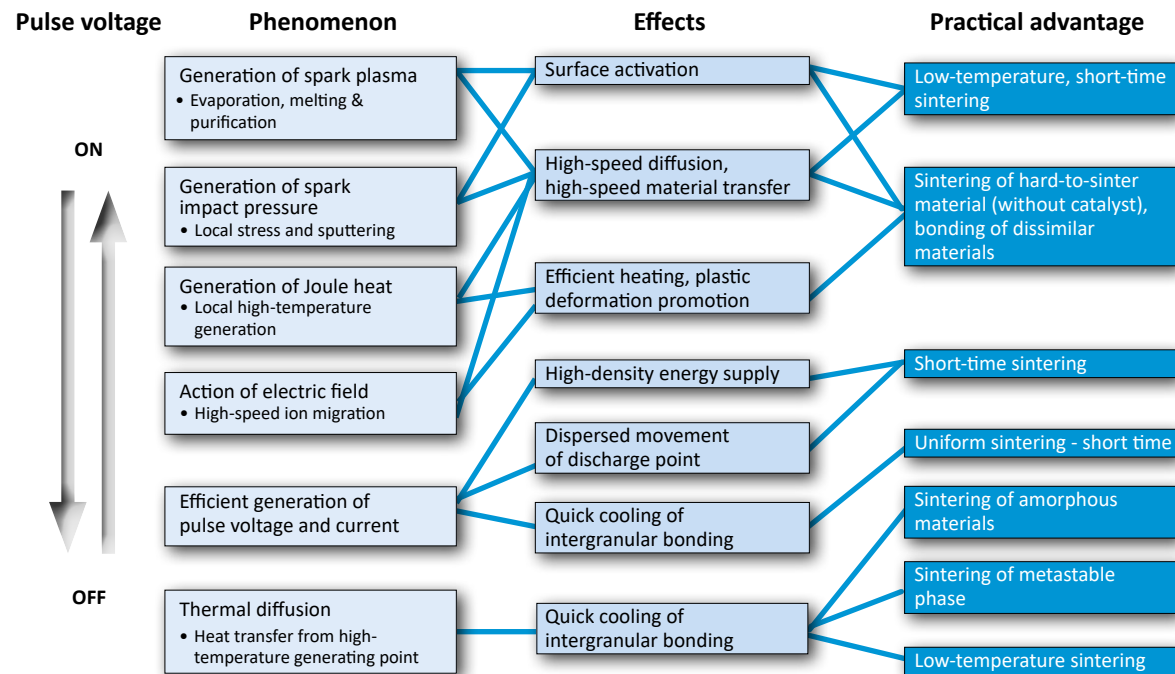 Pulse voltage
Phenomenon
Effects
Practical advantage
ON
OFF
Generation of spark plasma
• Evaporation, melting &
purification
Generation of spark
impact pressure
• Local stress and sputtering
Generation of Joule heat
• Local high-temperature
generation
Action of electric field
• High-speed ion migration
Efficient generation of
pulse voltage and current
Thermal diffusion
• Heat transfer from high-
temperature generating point
Surface activation
High-speed diffusion,
high-speed material transfer
Efficient heating, plastic
deformation promotion
High-density energy supply
Dispersed movement
of discharge point
Quick cooling of
intergranular bonding
Quick cooling of
intergranular bonding
Low-temperature, short-time
sintering
Sintering of hard-to-sinter
material (without catalyst),
bonding of dissimilar
materials
Short-time sintering
Uniform sintering - short time
Sintering of amorphous
materials
Sintering of metastable
phase
Low-temperature sintering